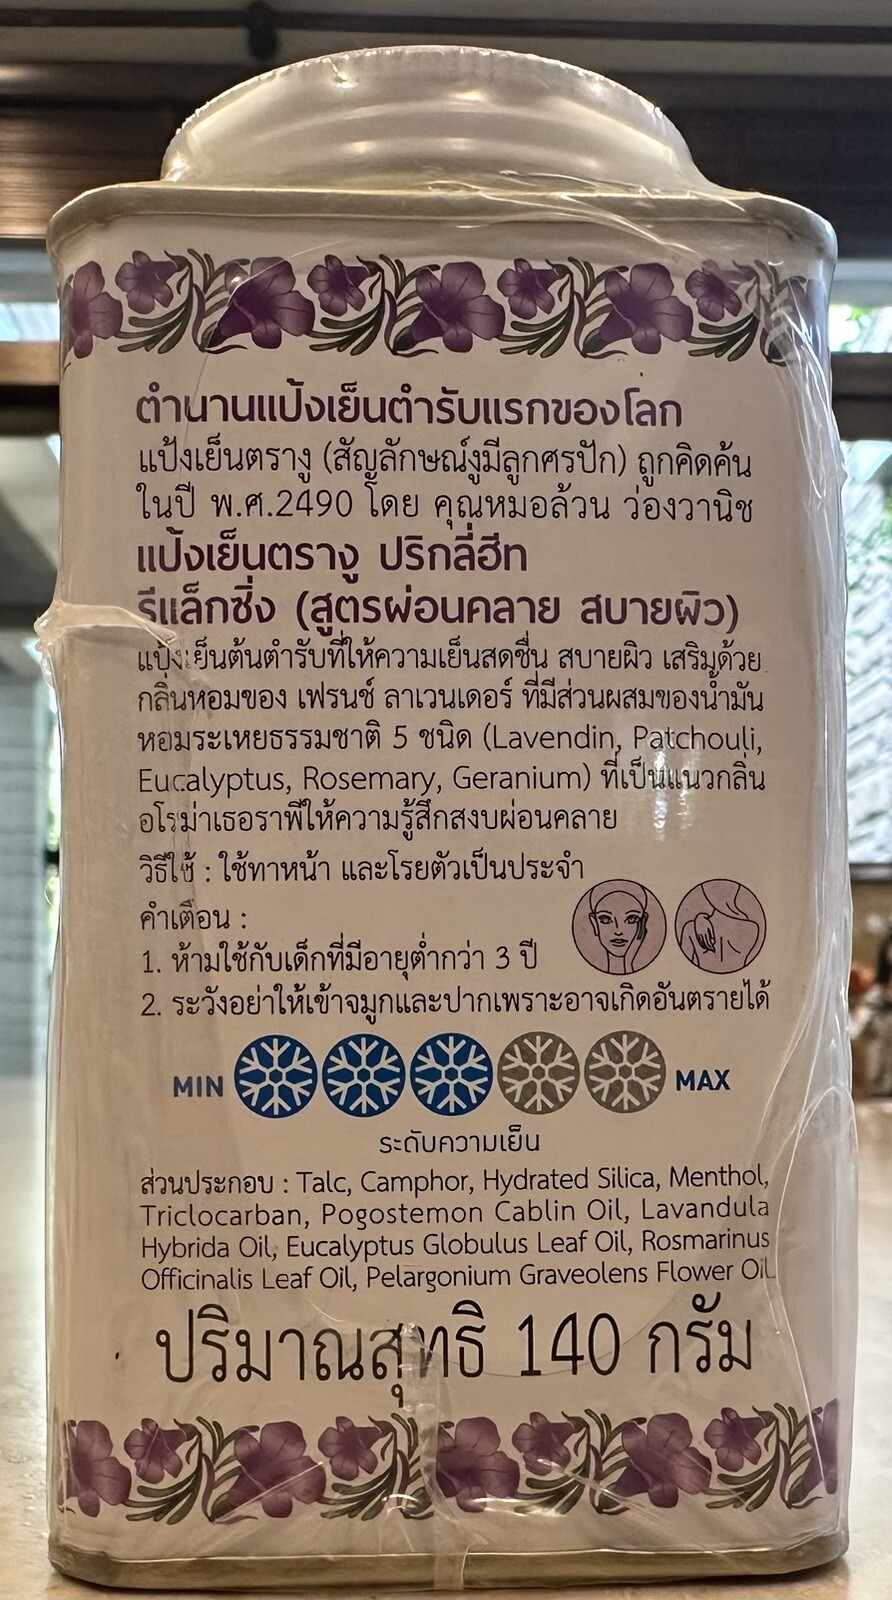 ตำนานแป้งเย็นตำรับแรกของโลก
แป้งเย็นตรางู (สัญลักษณ์งูมีลูกศรปัก) ถูกคิดค้น
ในปี พ.ศ.2490 โดย คุณหมอล้วน ว่องวานิช
แป้งเย็นตรางู ปริกลี่ฮีท
รีแล็กซิ่ง (สูตรผ่อนคลาย สบายผิว)
แป้งเย็นต้นตำรับที่ให้ความเย็นสดชื่น สบายผิว เสริมด้วย
กลิ่นหอมของ เฟรนช์ ลาเวนเดอร์ ที่มีส่วนผสมของน้ำมัน
หอมระเหยธรรมชาติ 5 ชนิด (Lavendin, Patchouli,
Eucalyptus, Rosemary, Geranium) ที่เป็นแนวกลิ่น
อโรม่าเธอราพีให้ความรู้สึกสงบผ่อนคลาย
วิธีใช้ : ใช้ทาหน้า และโรยตัวเป็นประจำ
คำเตือน :
1. ห้ามใช้กับเด็กที่มีอายุต่ำกว่า 3 ปี
2. ระวังอย่าให้เข้าจมูกและปากเพราะอาจเกิดอันตรายได้
MIN MAX
ระดับความเย็น
ส่วนประกอบ : Talc, Camphor, Hydrated Silica, Menthol,
Triclocarban, Pogostemon Cablin Oil, Lavandula
Hybrida Oil, Eucalyptus Globulus Leaf Oil, Rosmarinus
Officinalis Leaf Oil, Pelargonium Graveolens Flower Oil
ปริมาณสุทธิ 140 กรัม